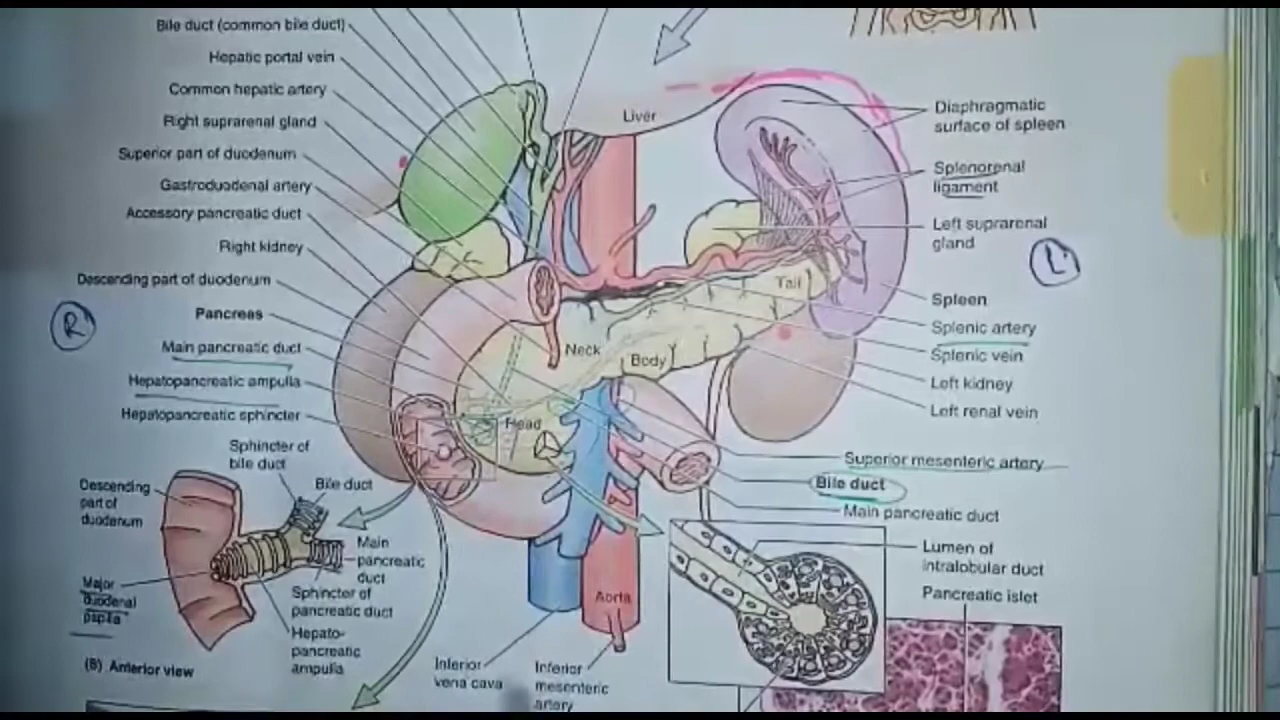 Bile duct (common bile duct)
Hepatic portal vein
Common hepatic artery
Right suprarenal gland
Superior part of duodenum
Gastroduodenal artery
Accessory pancreatic duct
Right kidney
Descending part of duodenum
Pancreas
Main pancreatic duct
Hepatopancreatic ampulla
Hepatopancreatic sphincter
R
Liver
Neck
Body
Tail
Head
Aorta
Diaphragmatic
surface of spleen
Splenorenal
ligament
Left suprarenal
gland
L
Spleen
Splenic artery
Splenic vein
Left kidney
Left renal vein
Superior mesenteric artery
Bile duct
Main pancreatic duct
Lumen of
intralobular duct
Pancreatic islet
Sphincter of
bile duct
Bile duct
Descending
part of
duodenum
Main
pancreatic
duct
Sphincter of
pancreatic duct
Major
duodenal
papilla
Hepato-
pancreatic
ampulla
(B) Anterior view
Inferior
vena cava
Inferior
mesenteric
artery